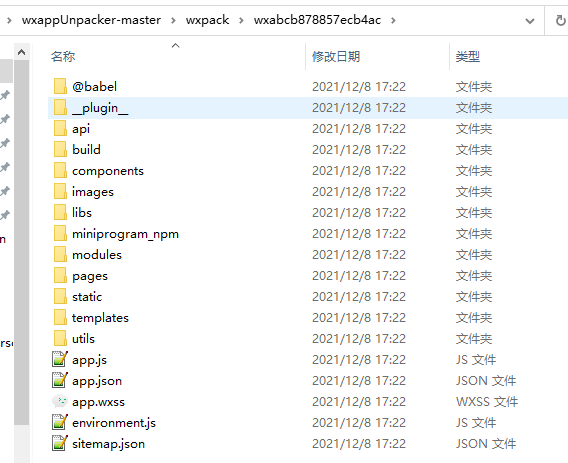 wxappUnpacker-master › wxpack › wxabcb878857ecb4ac ›
名称 修改日期 类型
@babel 2021/12/8 17:22 文件夹
__plugin__ 2021/12/8 17:22 文件夹
api 2021/12/8 17:22 文件夹
build 2021/12/8 17:22 文件夹
components 2021/12/8 17:22 文件夹
images 2021/12/8 17:22 文件夹
libs 2021/12/8 17:22 文件夹
miniprogram_npm 2021/12/8 17:22 文件夹
modules 2021/12/8 17:22 文件夹
pages 2021/12/8 17:22 文件夹
static 2021/12/8 17:22 文件夹
templates 2021/12/8 17:22 文件夹
utils 2021/12/8 17:22 文件夹
app.js 2021/12/8 17:22 JS 文件
app.json 2021/12/8 17:22 JSON 文件
app.wxss 2021/12/8 17:22 WXSS 文件
environment.js 2021/12/8 17:22 JS 文件
sitemap.json 2021/12/8 17:22 JSON 文件